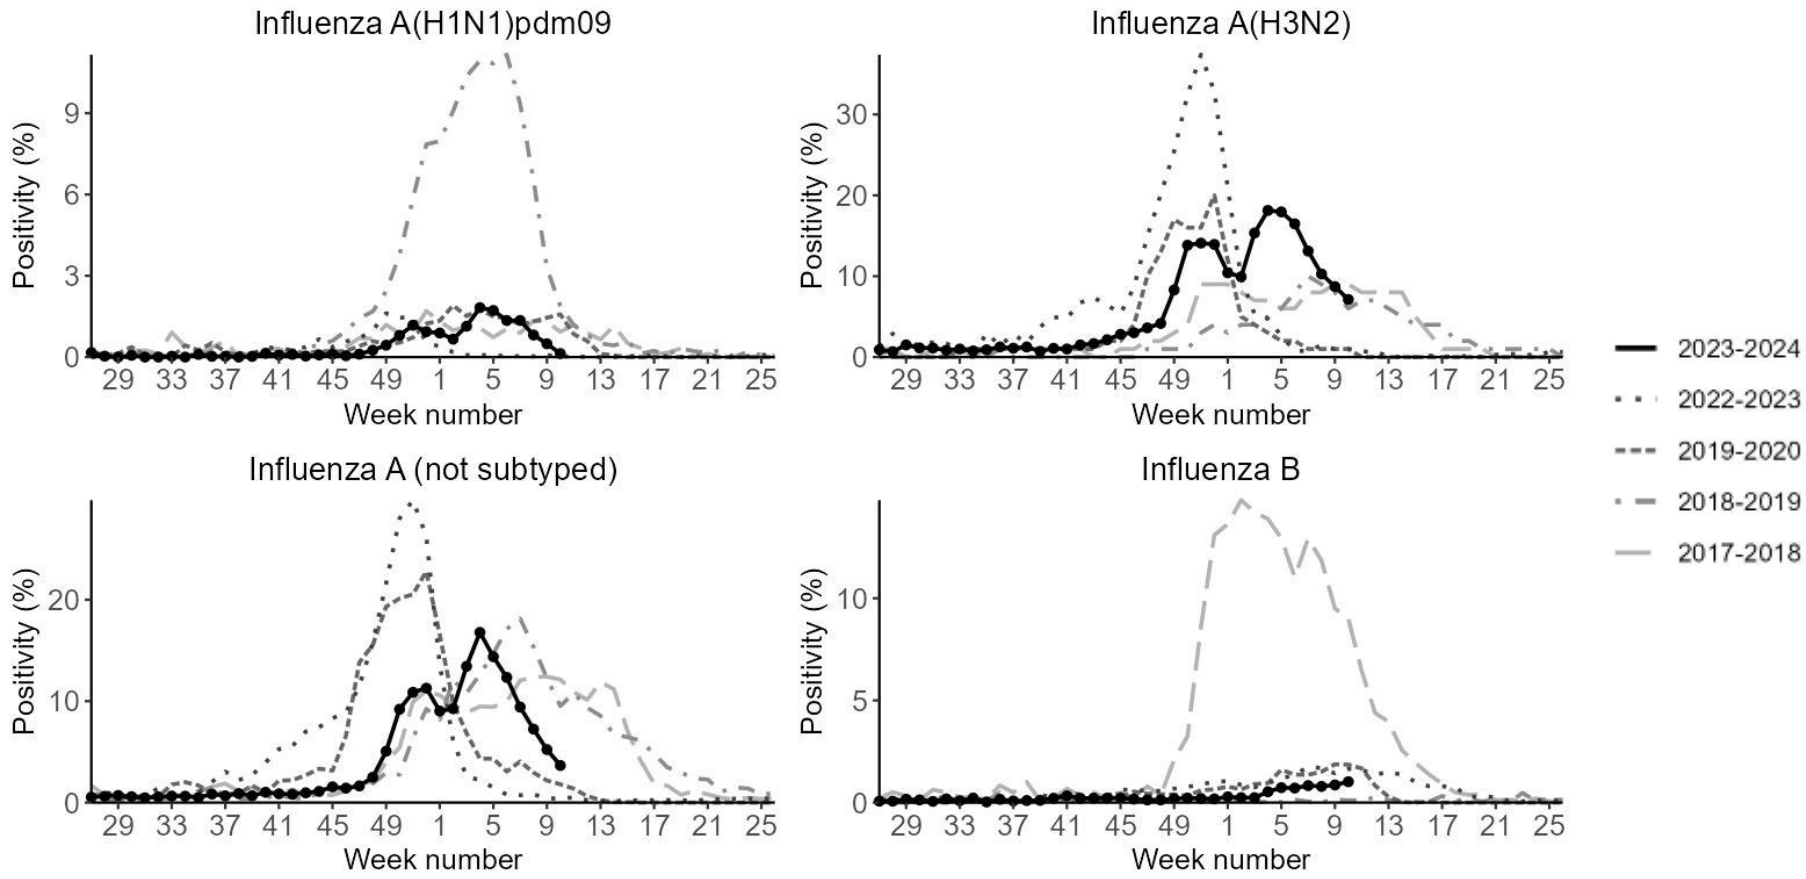 Influenza A(H1N1)pdm09
Positivity (%)
9
6
3
0
29 33 37 41 45 49 1 5 9 13 17 21 25
Week number
Influenza A(H3N2)
Positivity (%)
30
20
10
0
29 33 37 41 45 49 1 5 9 13 17 21 25
Week number
Influenza A (not subtyped)
Positivity (%)
20
10
0
29 33 37 41 45 49 1 5 9 13 17 21 25
Week number
Influenza B
Positivity (%)
10
5
0
29 33 37 41 45 49 1 5 9 13 17 21 25
Week number
2023-2024
2022-2023
2019-2020
2018-2019
2017-2018